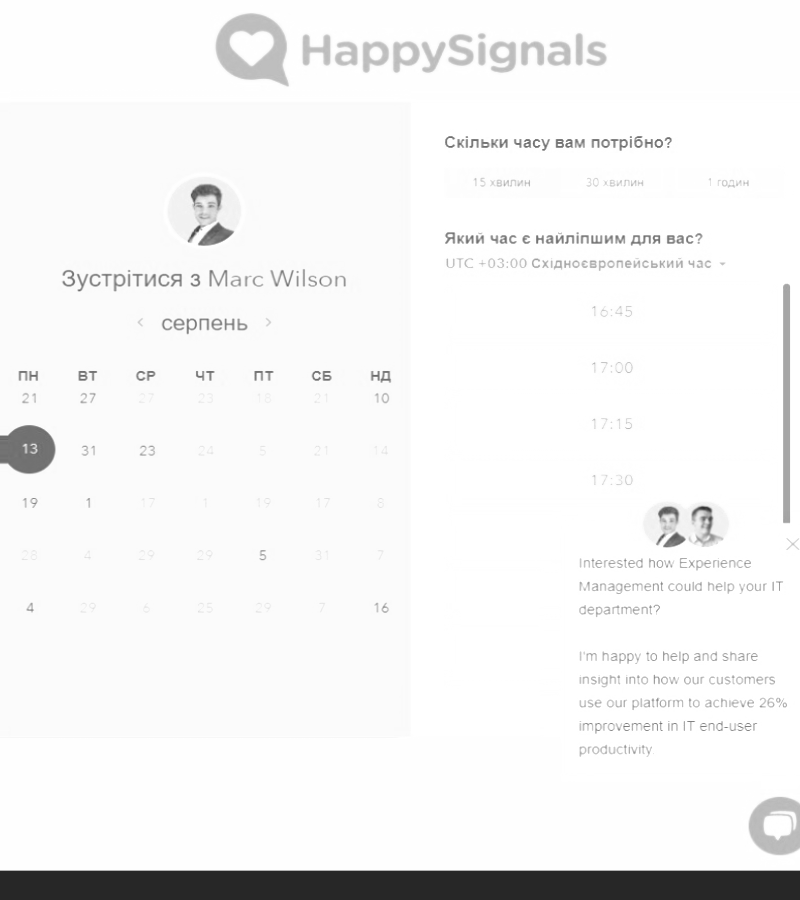 HappySignals
Зустрітися з Marc Wilson
серпень
ПН ВТ СР ЧТ ПТ СБ НД
21 27 27 23 18 21 10
13 31 23 24 5 21 14
19 1 17 1 19 17 8
28 4 29 29 5 31 7
4 29 6 25 29 7 16
Скільки часу вам потрібно?
15 хвилин 30 хвилин 1 годин
Який час є найліпшим для вас?
UTC +03:00 Східноєвропейський час
16:45
17:00
17:15
17:30
Interested how Experience
Management could help your IT
department?
I'm happy to help and share
insight into how our customers
use our platform to achieve 26%
improvement in IT end-user
productivity